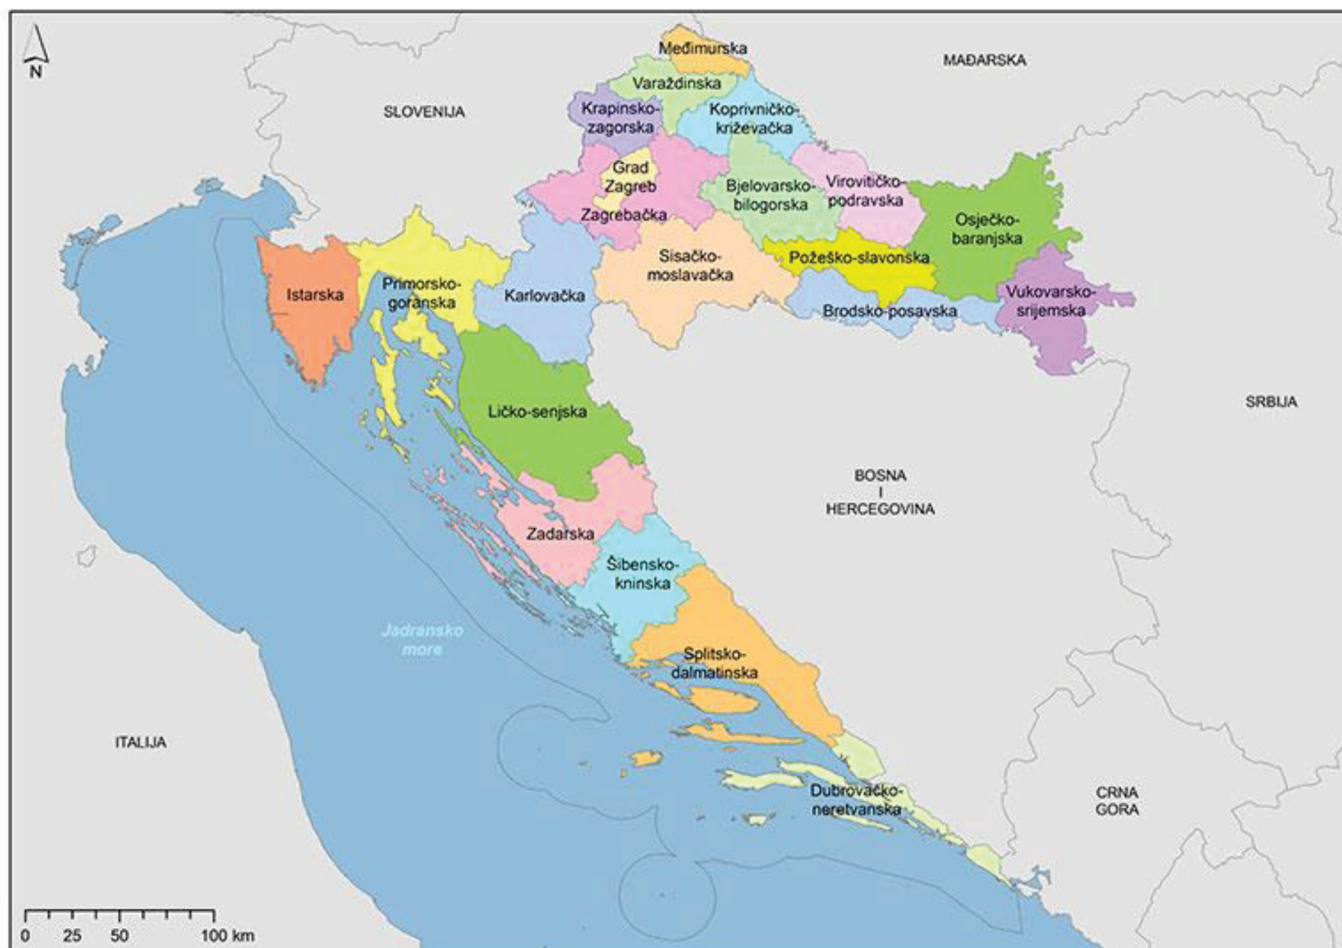 N
Međimurska
MAĐARSKA
Varaždinska
SLOVENIJA
Krapinsko-
zagorska
Koprivničko-
križevačka
Grad
Zagreb
Zagrebačka
Bjelovarsko-
bilogorska
Virovitičko-
podravska
Osječko-
baranjska
Sisačko-
moslavačka
Požeško-slavonska
Istarska
Primorsko-
goranska
Karlovačka
Brodsko-posavska
Vukovarsko-
srijemska
Ličko-senjska
SRBIJA
BOSNA
I
HERCEGOVINA
Zadarska
Šibensko-
kninska
Jadransko
more
Splitsko-
dalmatinska
ITALIJA
Dubrovačko-
neretvanska
CRNA
GORA
0 25 50 100 km